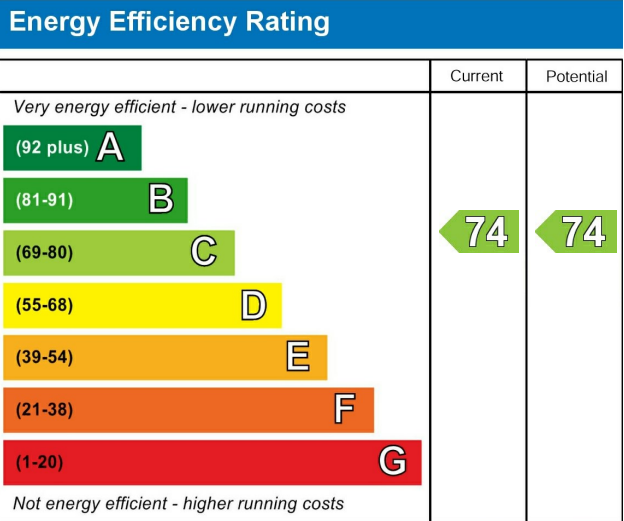 Energy Efficiency Rating
Current Potential
Very energy efficient - lower running costs
(92 plus) A
(81-91) B
74 74
(69-80) C
(55-68) D
(39-54) E
(21-38) F
(1-20) G
Not energy efficient - higher running costs